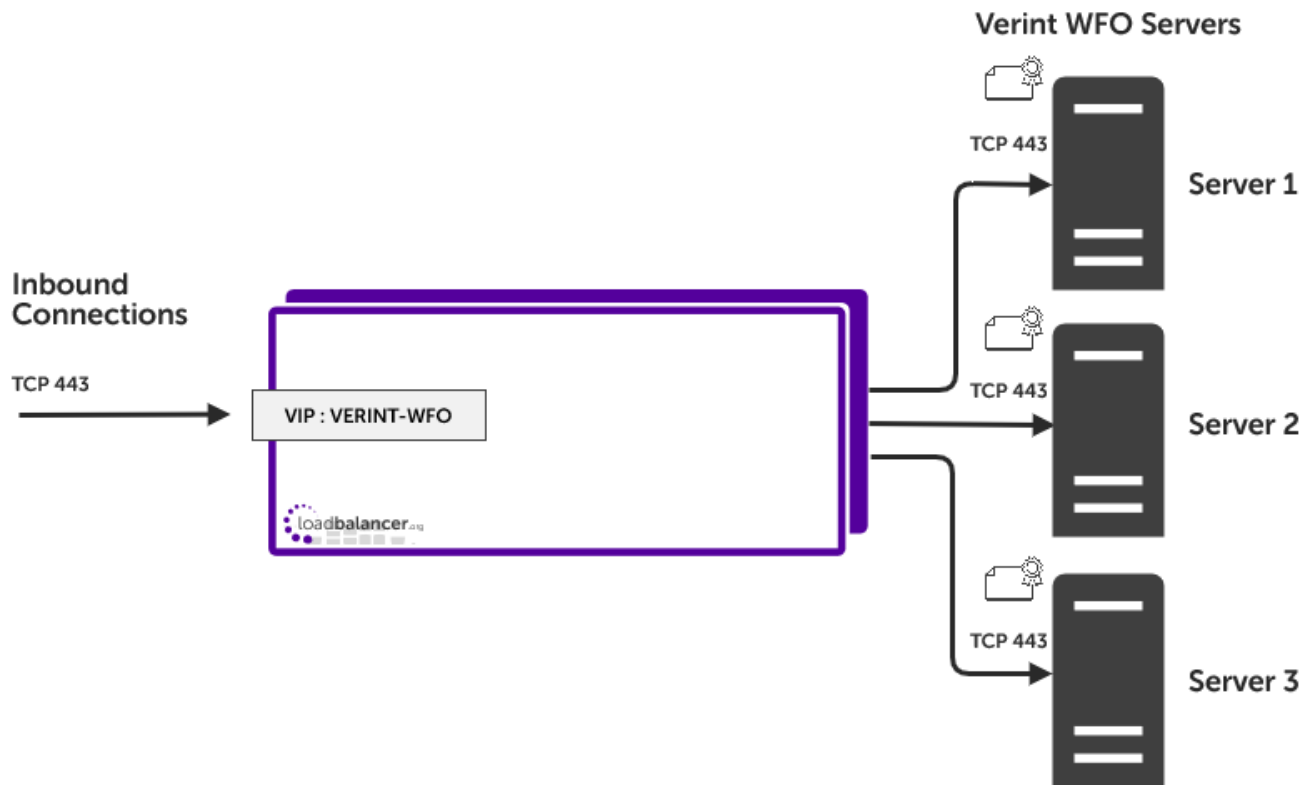 Verint WFO Servers
TCP 443
Server 1
Inbound
Connections
TCP 443
VIP : VERINT-WFO
TCP 443
Server 2
loadbalancer.org
TCP 443
Server 3